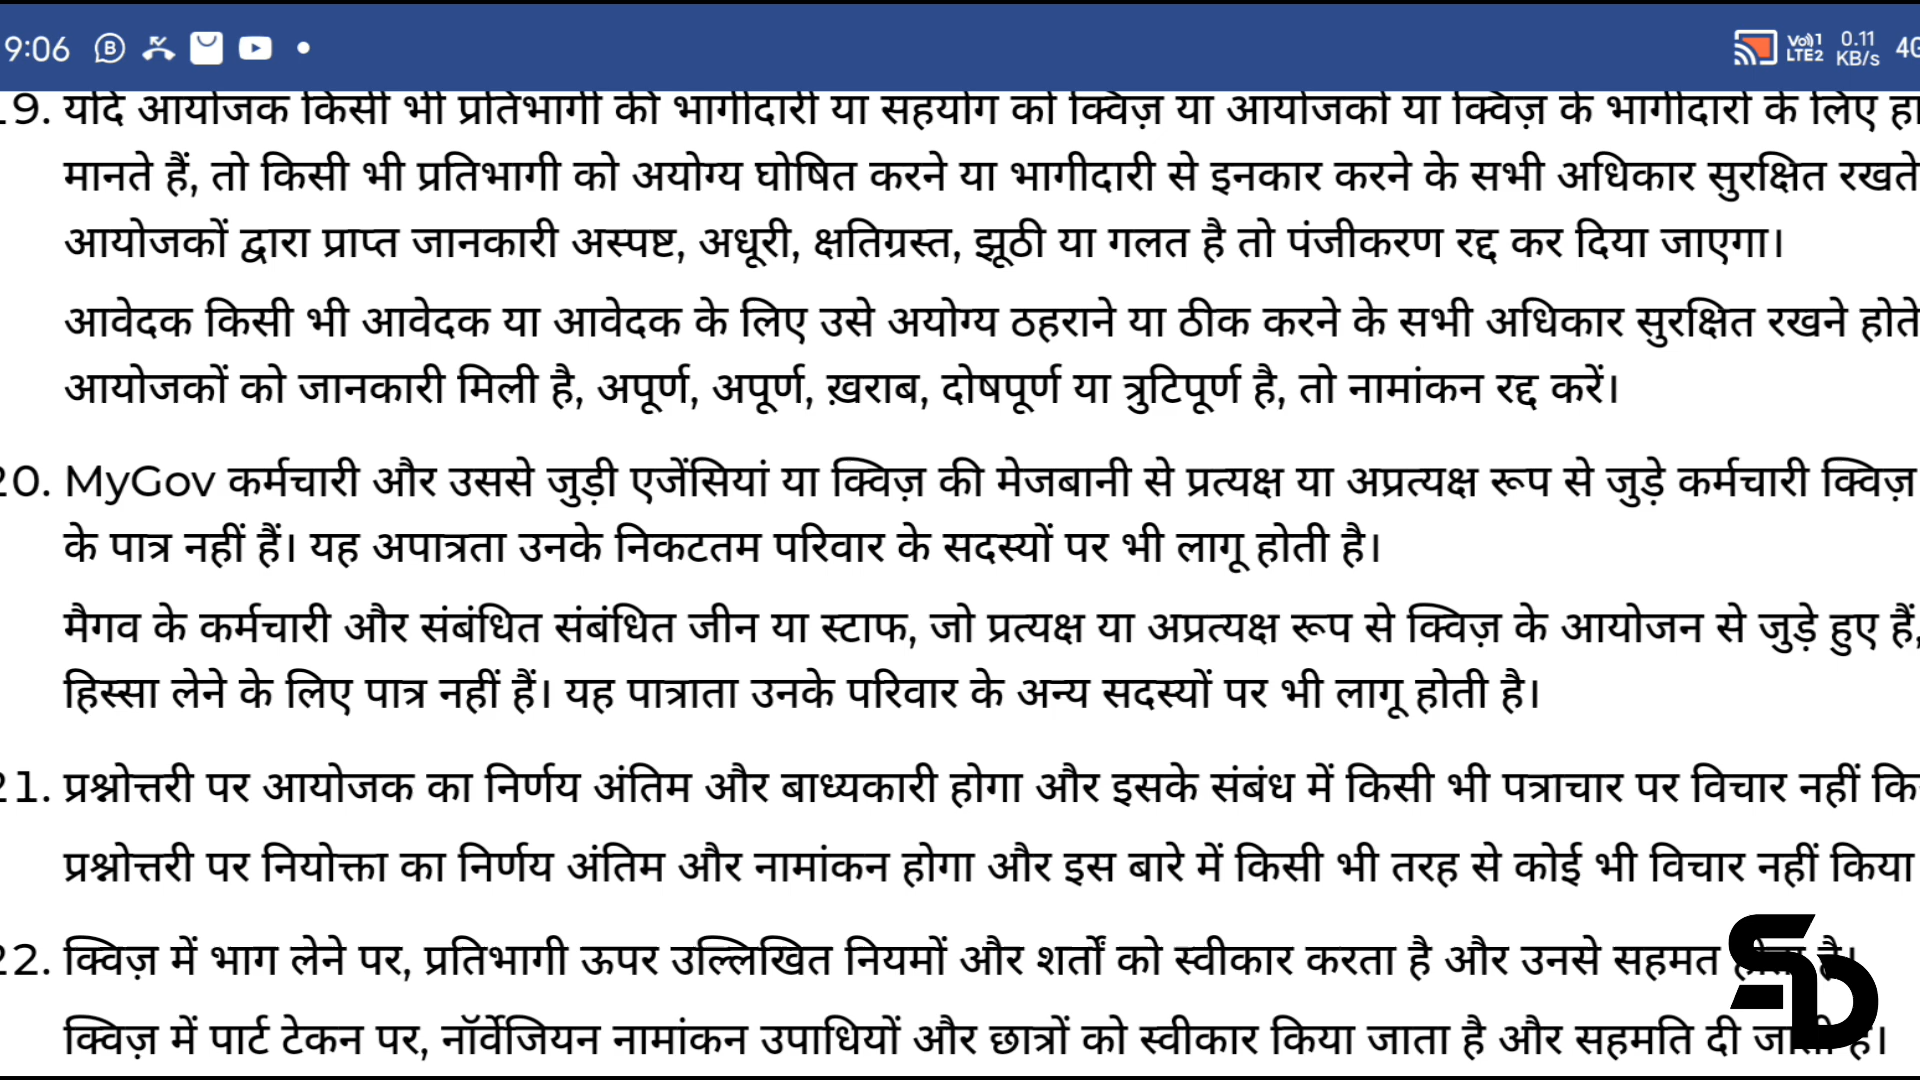 9:06 Vo)) 1 LTE2 0.11 KB/s
19. यदि आयोजक किसी भी प्रतिभागी की भागीदारी या सहयोग को क्विज़ या आयोजकों या क्विज़ के भागीदारों के लिए
मानते हैं, तो किसी भी प्रतिभागी को अयोग्य घोषित करने या भागीदारी से इनकार करने के सभी अधिकार सुरक्षित रखते
आयोजकों द्वारा प्राप्त जानकारी अस्पष्ट, अधूरी, क्षतिग्रस्त, झूठी या गलत है तो पंजीकरण रद्द कर दिया जाएगा।
आवेदक किसी भी आवेदक या आवेदक के लिए उसे अयोग्य ठहराने या ठीक करने के सभी अधिकार सुरक्षित रखने होते
आयोजकों को जानकारी मिली है, अपूर्ण, अपूर्ण, ख़राब, दोषपूर्ण या त्रुटिपूर्ण है, तो नामांकन रद्द करें।
20. MyGov कर्मचारी और उससे जुड़ी एजेंसियां या क्विज़ की मेजबानी से प्रत्यक्ष या अप्रत्यक्ष रूप से जुड़े कर्मचारी क्विज़
के पात्र नहीं हैं। यह अपात्रता उनके निकटतम परिवार के सदस्यों पर भी लागू होती है।
मैगव के कर्मचारी और संबंधित संबंधित जीन या स्टाफ, जो प्रत्यक्ष या अप्रत्यक्ष रूप से क्विज़ के आयोजन से जुड़े हुए हैं,
हिस्सा लेने के लिए पात्र नहीं हैं। यह पात्राता उनके परिवार के अन्य सदस्यों पर भी लागू होती है।
21. प्रश्नोत्तरी पर आयोजक का निर्णय अंतिम और बाध्यकारी होगा और इसके संबंध में किसी भी पत्राचार पर विचार नहीं
प्रश्नोत्तरी पर नियोक्ता का निर्णय अंतिम और नामांकन होगा और इस बारे में किसी भी तरह से कोई भी विचार नहीं किया
22. क्विज़ में भाग लेने पर, प्रतिभागी ऊपर उल्लिखित नियमों और शर्तों को स्वीकार करता है और उनसे सहमत होता है।
क्विज़ में पार्ट टेकन पर, नॉर्वेजियन नामांकन उपाधियों और छात्रों को स्वीकार किया जाता है और सहमति दी जाती है।
SD